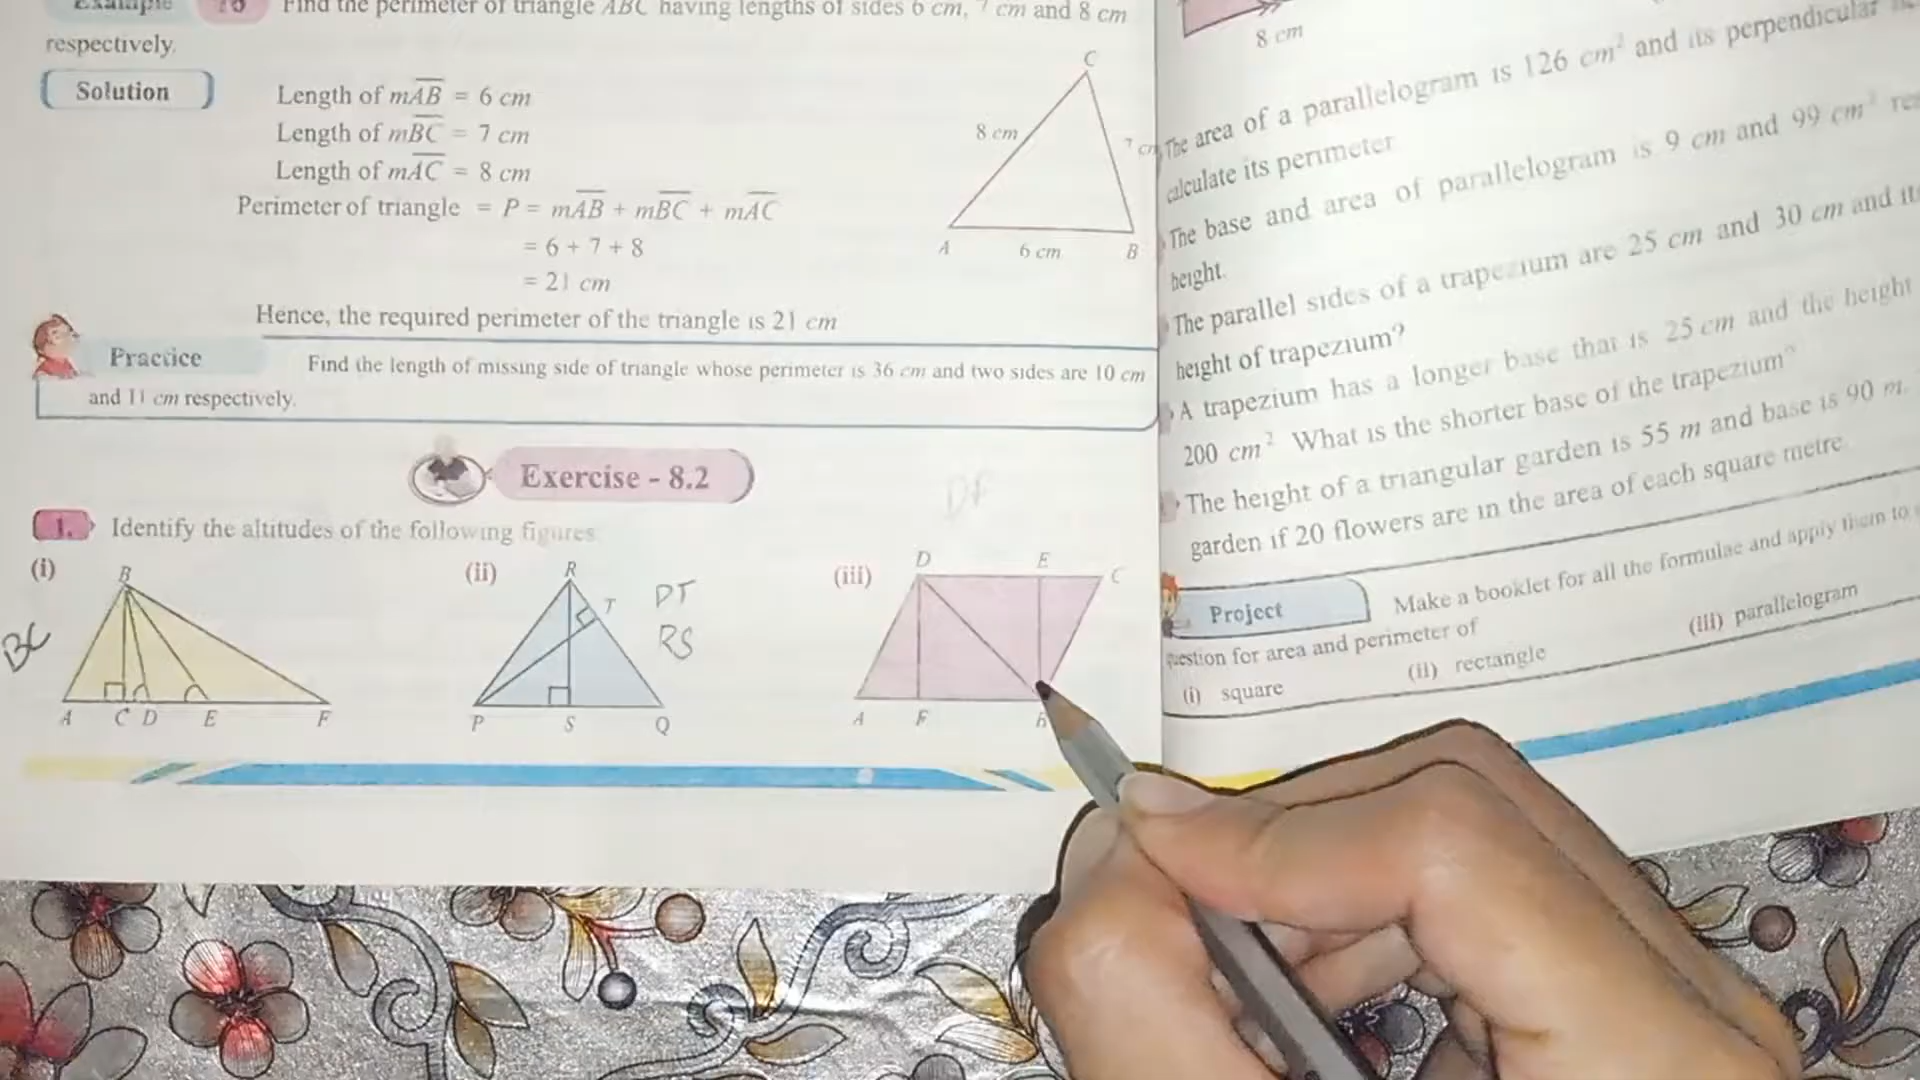 Example 10 Find the perimeter of triangle ABC having lengths of sides 6 cm, 7 cm and 8 cm
respectively.
Solution
Length of mAB = 6 cm
Length of mBC = 7 cm
Length of mAC = 8 cm
Perimeter of triangle = P = mAB + mBC + mAC
= 6 + 7 + 8
= 21 cm
Hence, the required perimeter of the triangle is 21 cm
C
8 cm
7 cm
A
6 cm
B
Practice Find the length of missing side of triangle whose perimeter is 36 cm and two sides are 10 cm
and 11 cm respectively.
Exercise - 8.2
DF
1. Identify the altitudes of the following figures
(i)
B
BC
A C D E F
(ii)
R
T
PT
RS
P S Q
(iii)
D E C
A F B
8 cm
The area of a parallelogram is 126 cm² and its perpendicular
calculate its perimeter
The base and area of parallelogram is 9 cm and 99 cm²
height.
The parallel sides of a trapezium are 25 cm and 30 cm and
height of trapezium?
A trapezium has a longer base that is 25 cm and the height
200 cm² What is the shorter base of the trapezium?
The height of a triangular garden is 55 m and base is 90 m.
garden if 20 flowers are in the area of each square metre.
Project Make a booklet for all the formulae and apply them to
question for area and perimeter of
(i) square (ii) rectangle (iii) parallelogram